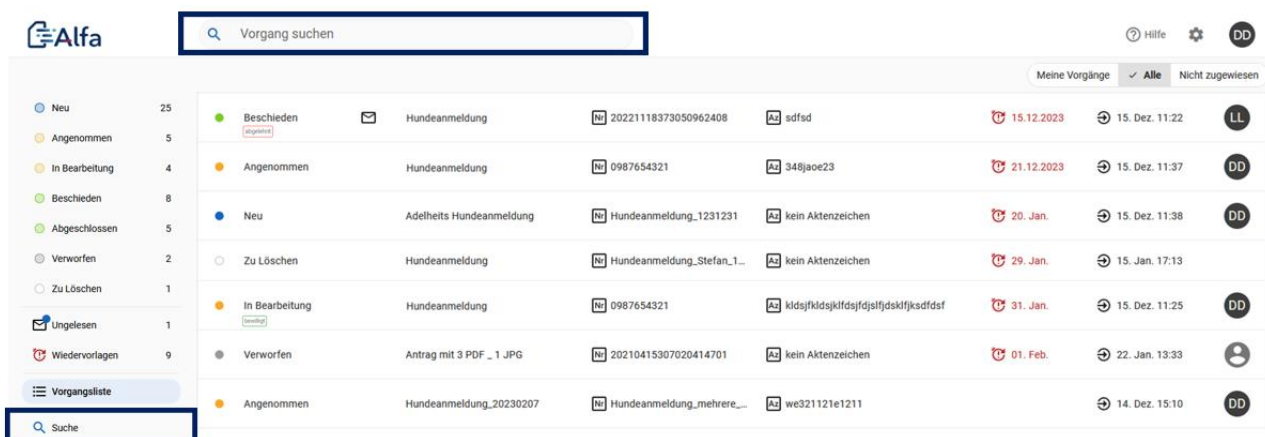 Alfa
Vorgang suchen
Hilfe
DD
Meine Vorgänge Alle Nicht zugewiesen
Neu 25
Angenommen 5
In Bearbeitung 4
Beschieden 8
Abgeschlossen 5
Verworfen 2
Zu Löschen 1
Ungelesen 1
Wiedervorlagen 9
Vorgangsliste
Suche
Beschieden Hundeanmeldung Nr 20221118373050962408 Az sdfsd 15.12.2023 15. Dez. 11:22 LL
abgelehnt
Angenommen Hundeanmeldung Nr 0987654321 Az 348jaoe23 21.12.2023 15. Dez. 11:37 DD
Neu Adelheits Hundeanmeldung Nr Hundeanmeldung_1231231 Az kein Aktenzeichen 20. Jan. 15. Dez. 11:38 DD
Zu Löschen Hundeanmeldung Nr Hundeanmeldung_Stefan_1... Az kein Aktenzeichen 29. Jan. 15. Jan. 17:13
In Bearbeitung Hundeanmeldung Nr 0987654321 Az kldsjfkldsjklfdsjfdjslfjdsklfjksdfdsf 31. Jan. 15. Dez. 11:25 DD
bewilligt
Verworfen Antrag mit 3 PDF _ 1 JPG Nr 20210415307020414701 Az kein Aktenzeichen 01. Feb. 22. Jan. 13:33
Angenommen Hundeanmeldung_20230207 Nr Hundeanmeldung_mehrere_... Az we321121e1211 14. Dez. 15:10 DD